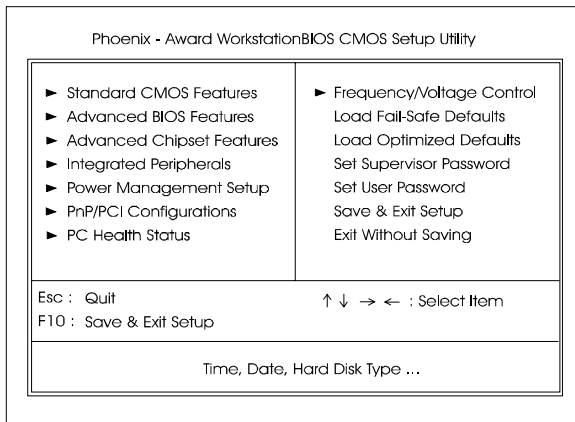 Phoenix - Award WorkstationBIOS CMOS Setup Utility
► Standard CMOS Features
► Advanced BIOS Features
► Advanced Chipset Features
► Integrated Peripherals
► Power Management Setup
► PnP/PCI Configurations
► PC Health Status
► Frequency/Voltage Control
Load Fail-Safe Defaults
Load Optimized Defaults
Set Supervisor Password
Set User Password
Save & Exit Setup
Exit Without Saving
Esc : Quit
F10 : Save & Exit Setup
↑ ↓ → ← : Select Item
Time, Date, Hard Disk Type ...